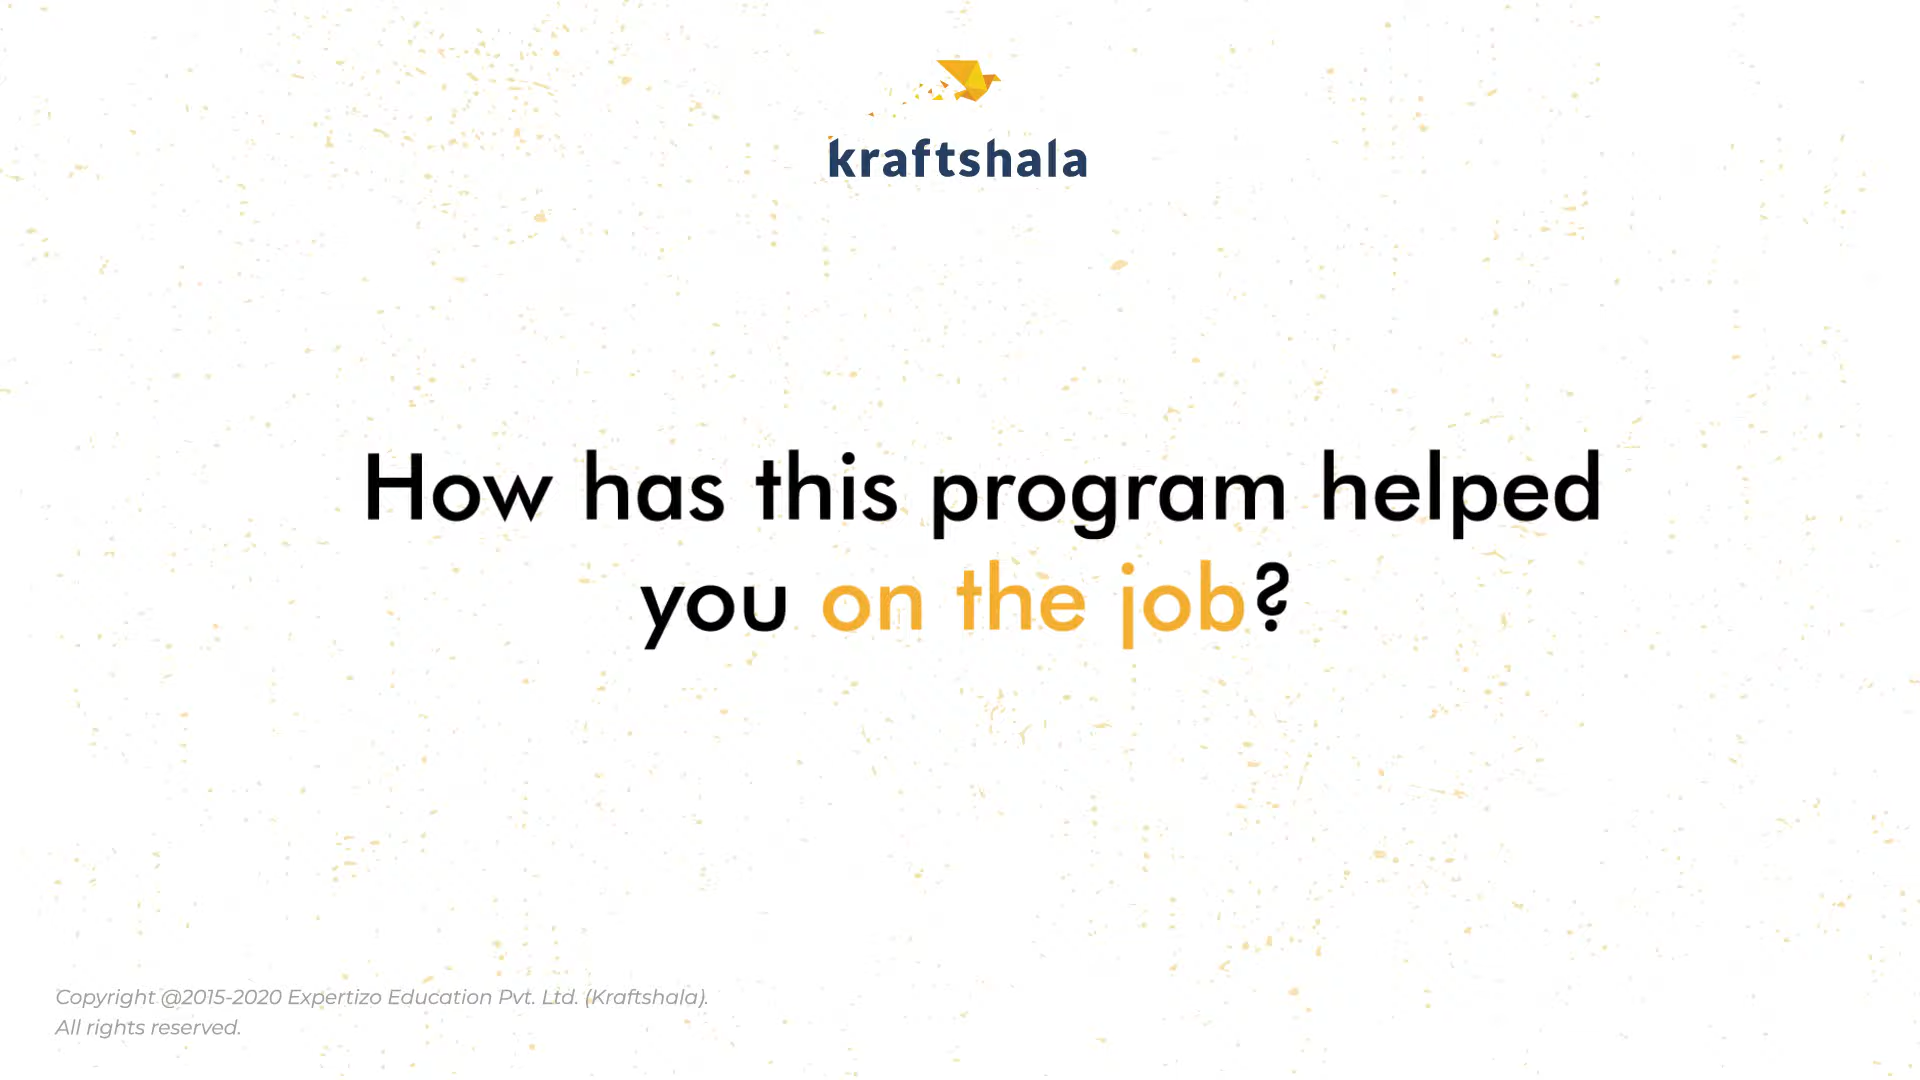 kraftshala
How has this program helped
you on the job?
Copyright @2015-2020 Expertizo Education Pvt. Ltd. (Kraftshala).
All rights reserved.